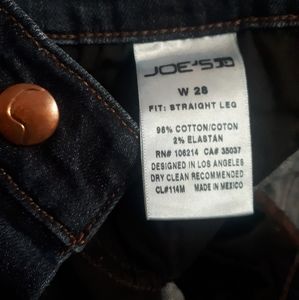 JOE'S JD
W 28
FIT: STRAIGHT LEG
98% COTTON/COTON
2% ELASTAN
RN# 106214 CA# 35037
DESIGNED IN LOS ANGELES
DRY CLEAN RECOMMENDED
CL#114M MADE IN MEXICO